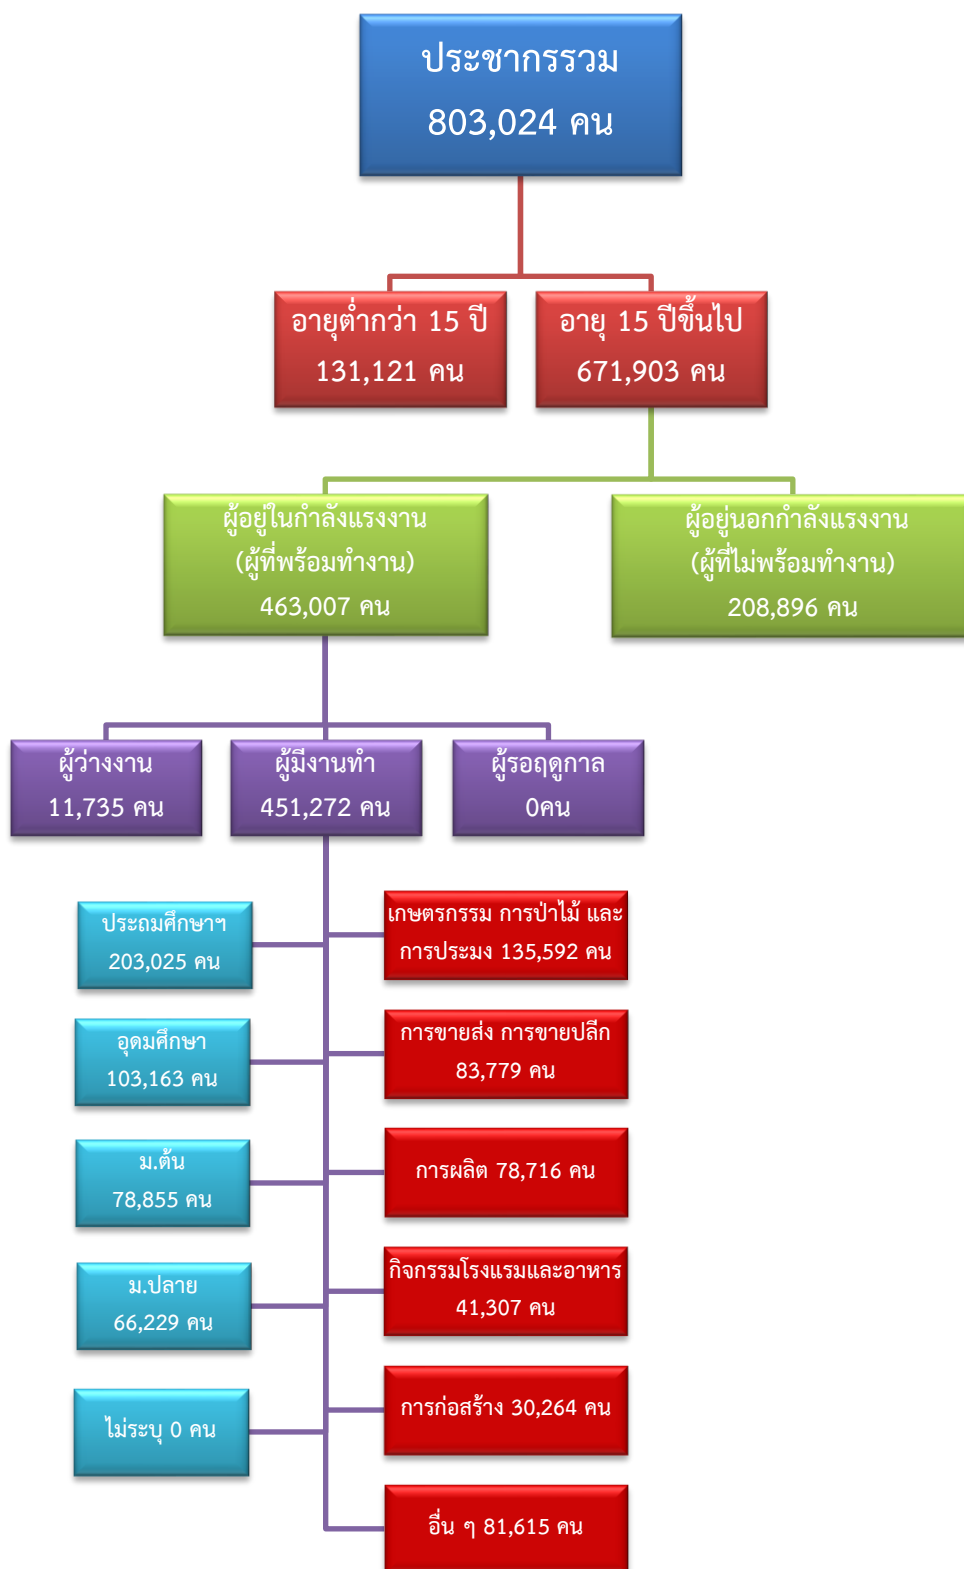 ประชากรรวม
803,024 คน
อายุต่ำกว่า 15 ปี
131,121 คน
อายุ 15 ปีขึ้นไป
671,903 คน
ผู้อยู่ในกำลังแรงงาน
(ผู้ที่พร้อมทำงาน)
463,007 คน
ผู้อยู่นอกกำลังแรงงาน
(ผู้ที่ไม่พร้อมทำงาน)
208,896 คน
ผู้ว่างงาน
11,735 คน
ผู้มีงานทำ
451,272 คน
ผู้รอฤดูกาล
0คน
ประถมศึกษาฯ
203,025 คน
อุดมศึกษา
103,163 คน
ม.ต้น
78,855 คน
ม.ปลาย
66,229 คน
ไม่ระบุ 0 คน
เกษตรกรรม การป่าไม้ และ
การประมง 135,592 คน
การขายส่ง การขายปลีก
83,779 คน
การผลิต 78,716 คน
กิจกรรมโรงแรมและอาหาร
41,307 คน
การก่อสร้าง 30,264 คน
อื่น ๆ 81,615 คน